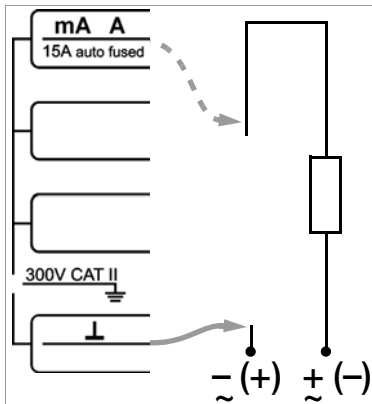 mA A
15A auto fused
300V CAT II
⏚
⊥
− (+) + (−)
~ ~